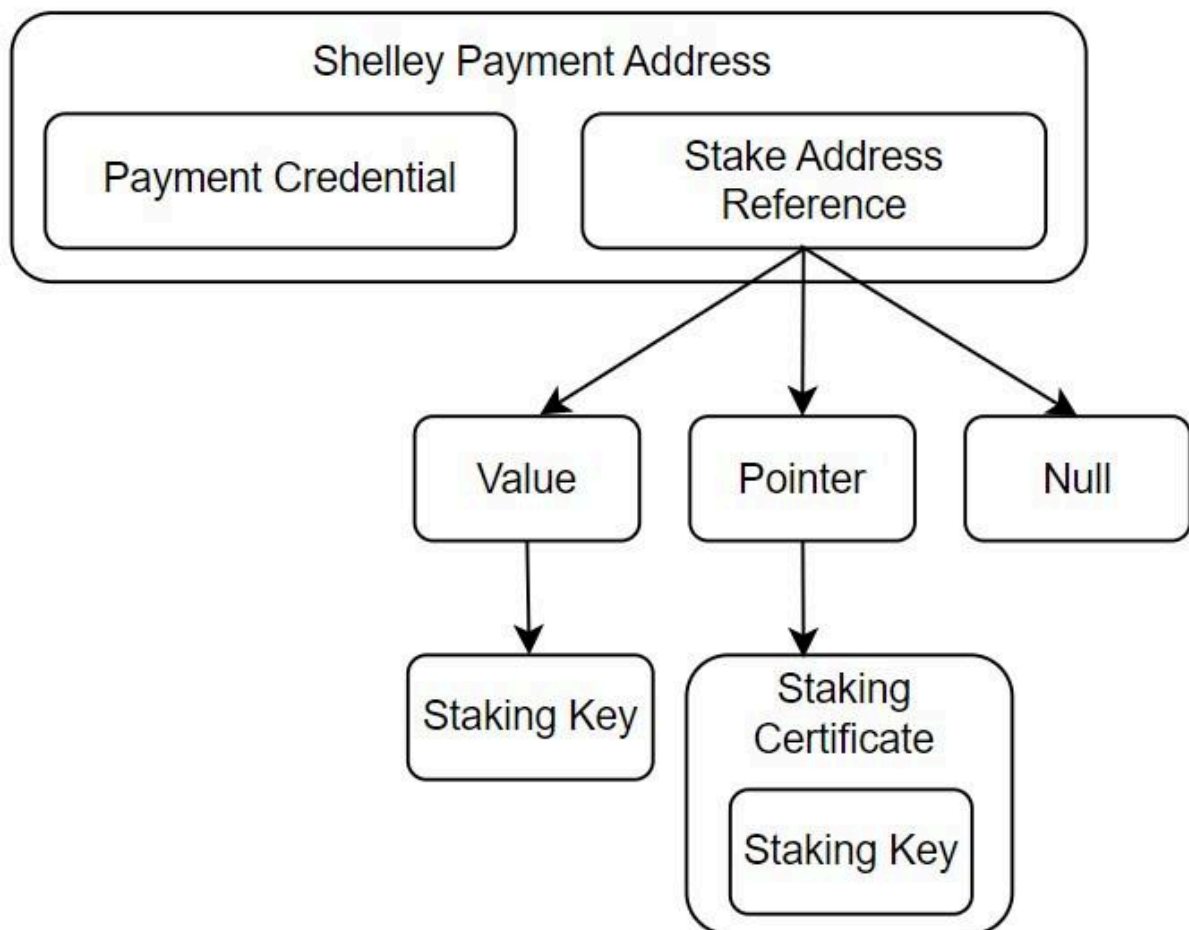 Shelley Payment Address
Payment Credential
Stake Address
Reference
Value
Pointer
Null
Staking Key
Staking
Certificate
Staking Key